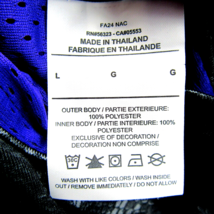 FA24 NAC
RN#56323 - CA#05553
MADE IN THAILAND
FABRIQUE EN THAILANDE
L G G
OUTER BODY / PARTIE EXTERIEURE:
100% POLYESTER
INNER BODY / PARTIE INTERIEURE: 100%
POLYESTER
EXCLUSIVE OF DECORATION /
DECORATION NON COMPRISE
WASH WITH LIKE COLORS / WASH INSIDE
OUT / REMOVE IMMEDIATELY / DO NOT AVOID